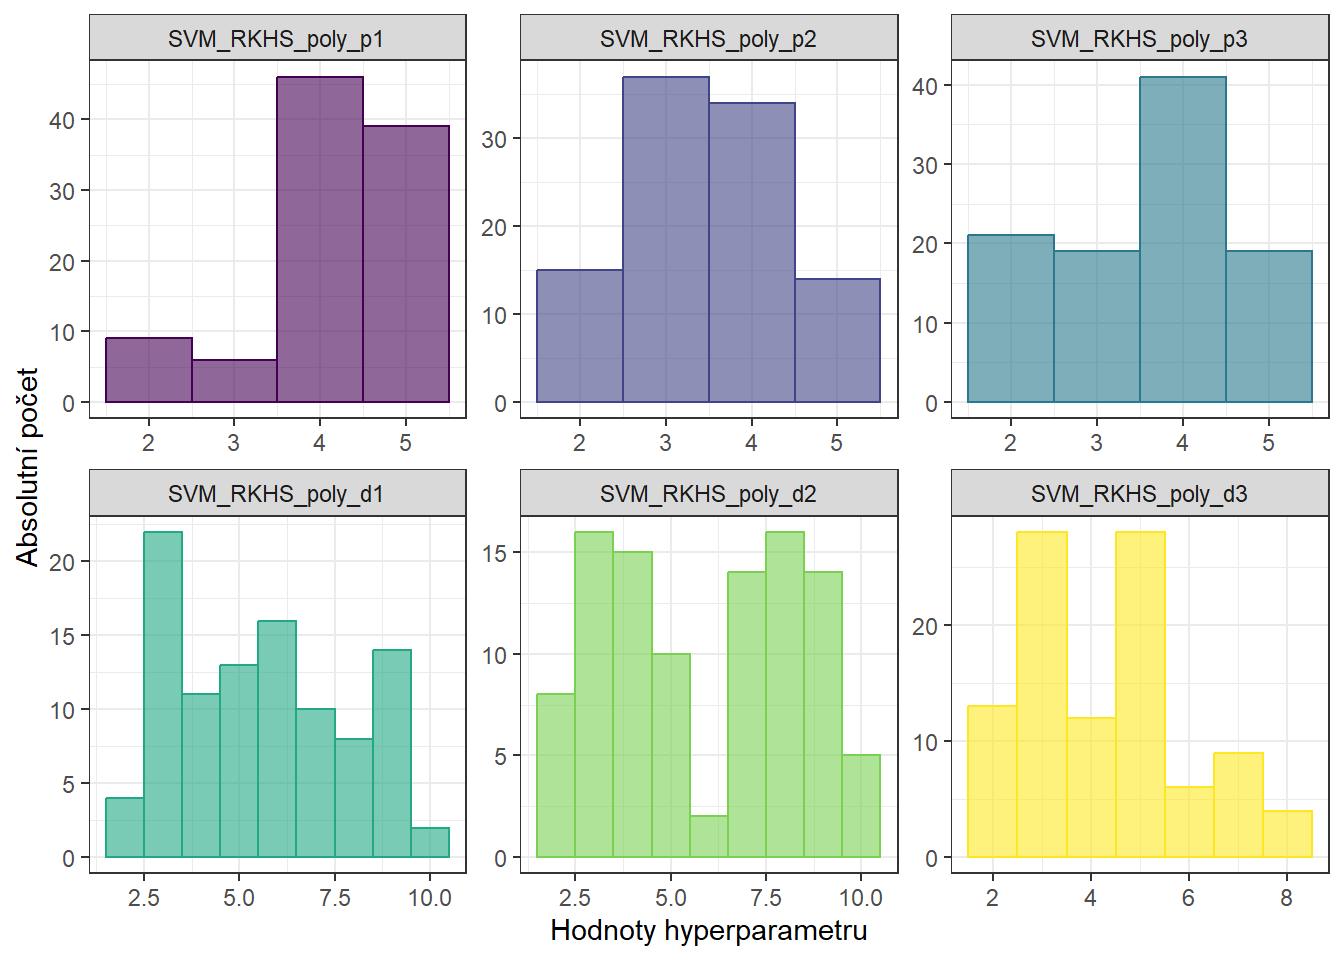 SVM_RKHS_poly_p1 SVM_RKHS_poly_p2 SVM_RKHS_poly_p3
40
30
20
10
0
2 3 4 5
30
20
10
0
2 3 4 5
40
30
20
10
0
2 3 4 5
SVM_RKHS_poly_d1 SVM_RKHS_poly_d2 SVM_RKHS_poly_d3
20
15
10
5
0
2.5 5.0 7.5 10.0
15
10
5
0
2.5 5.0 7.5 10.0
20
10
0
2 4 6 8
Absolutní počet
Hodnoty hyperparametru